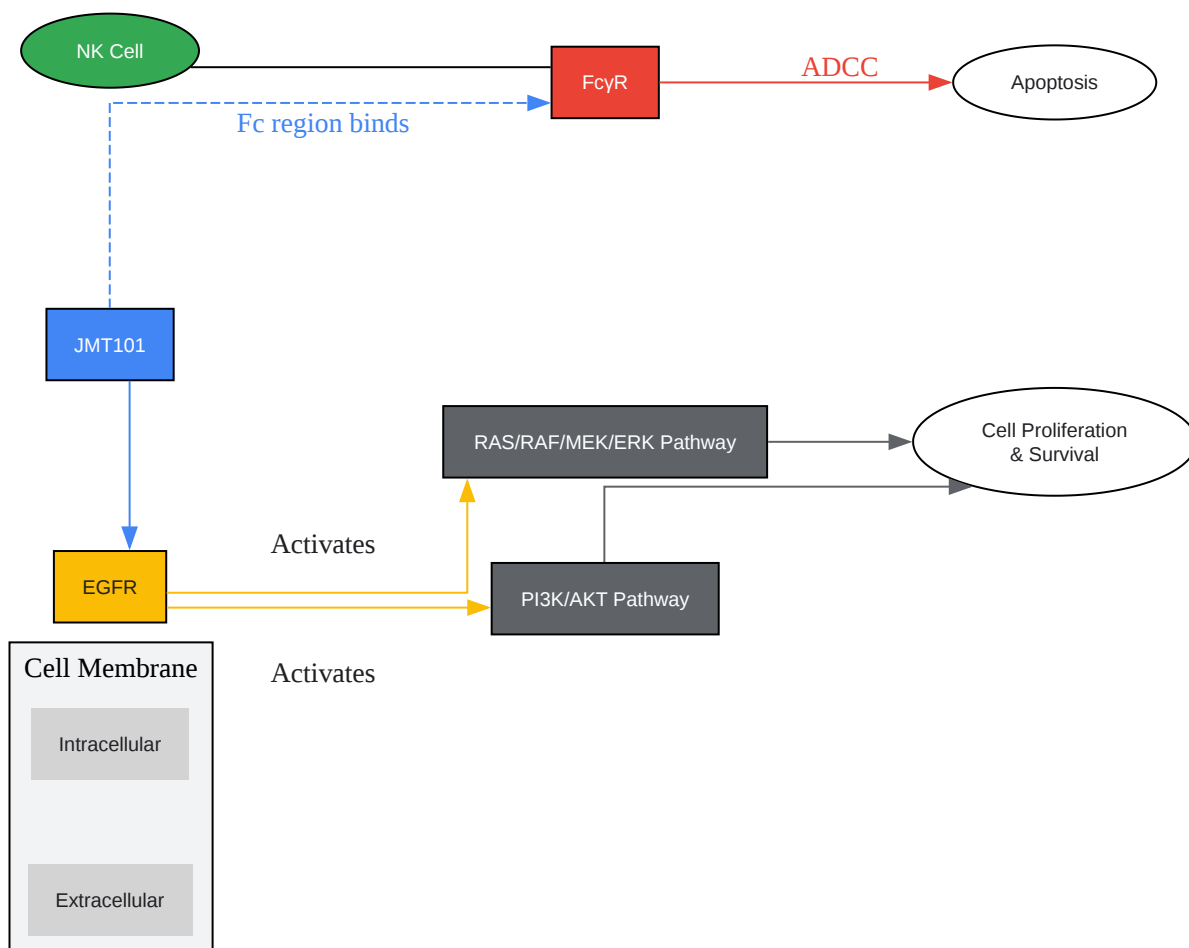 NK Cell
FcγR
ADCC
Apoptosis
Fc region binds
JMT101
RAS/RAF/MEK/ERK Pathway
Cell Proliferation
& Survival
Activates
EGFR
PI3K/AKT Pathway
Activates
Cell Membrane
Intracellular
Extracellular